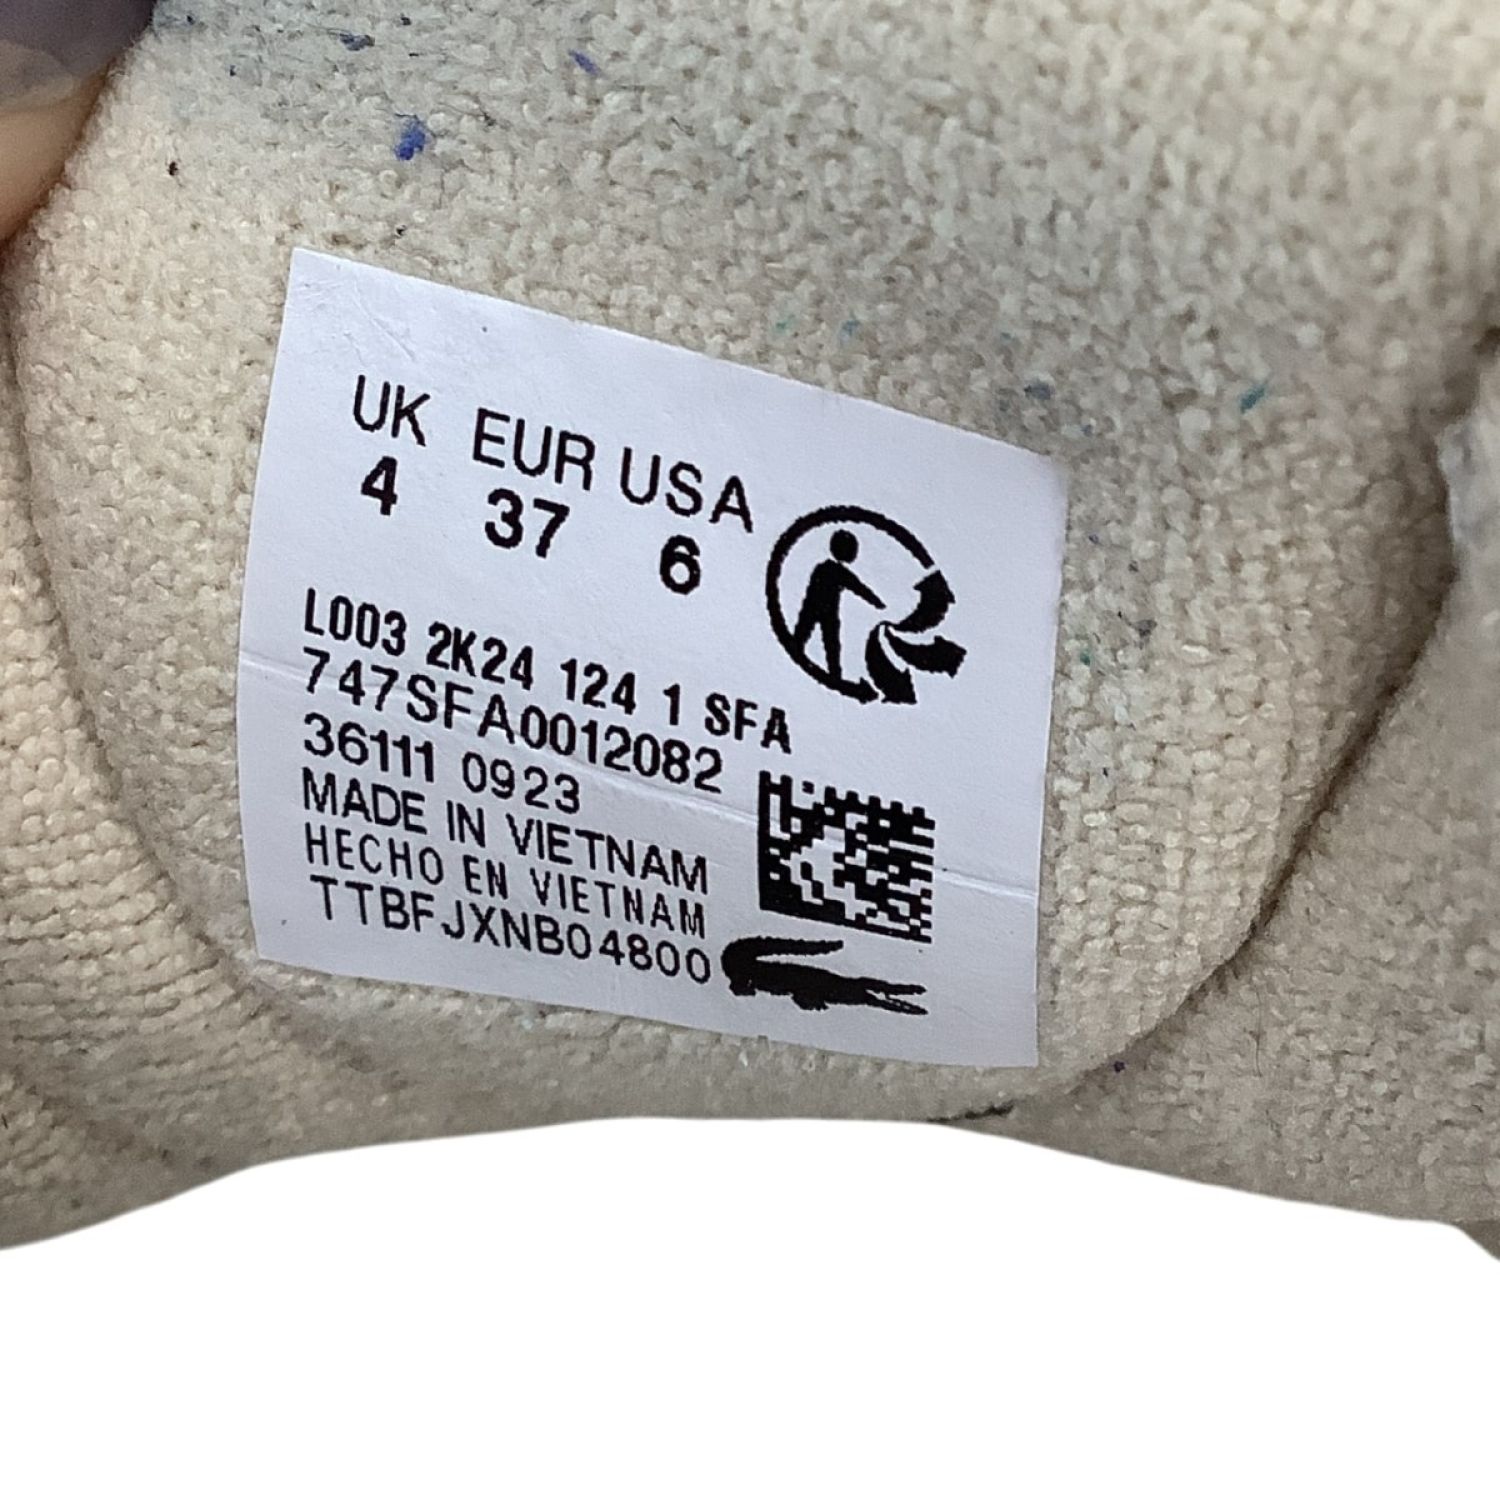 UK EUR USA
4 37 6
L003 2K24 124 1 SFA
747SFA0012082
36111 0923
MADE IN VIETNAM
HECHO EN VIETNAM
TTBFJXNB04800